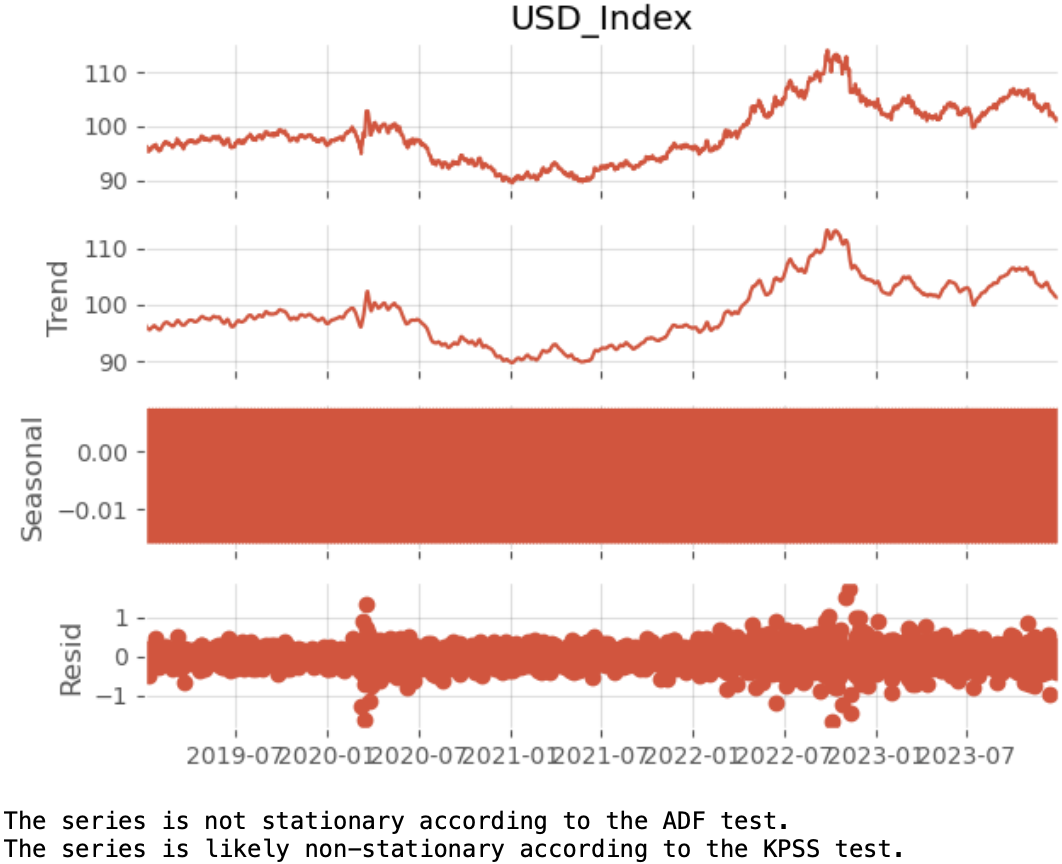 USD_Index
110
100
90
Trend
110
100
90
Seasonal
0.00
−0.01
Resid
1
0
−1
2019-07 2020-01 2020-07 2021-01 2021-07 2022-01 2022-07 2023-01 2023-07
The series is not stationary according to the ADF test.
The series is likely non-stationary according to the KPSS test.